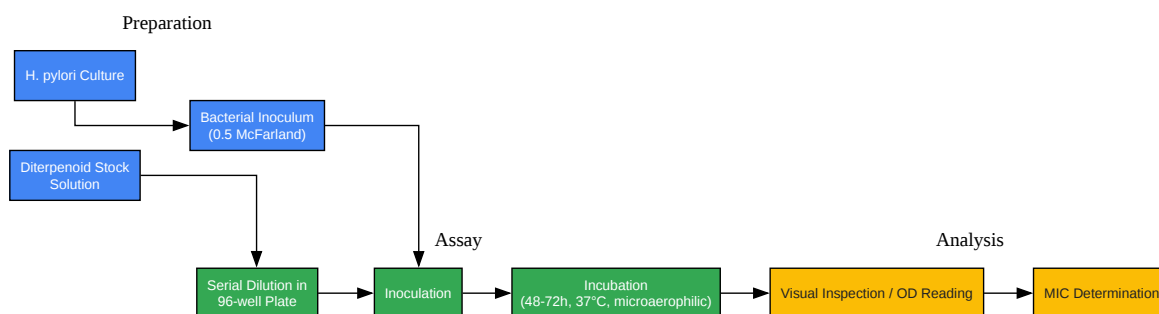 Preparation
H. pylori Culture
Bacterial Inoculum
(0.5 McFarland)
Diterpenoid Stock
Solution
Assay
Analysis
Serial Dilution in
96-well Plate
Inoculation
Incubation
(48-72h, 37°C, microaerophilic)
Visual Inspection / OD Reading
MIC Determination